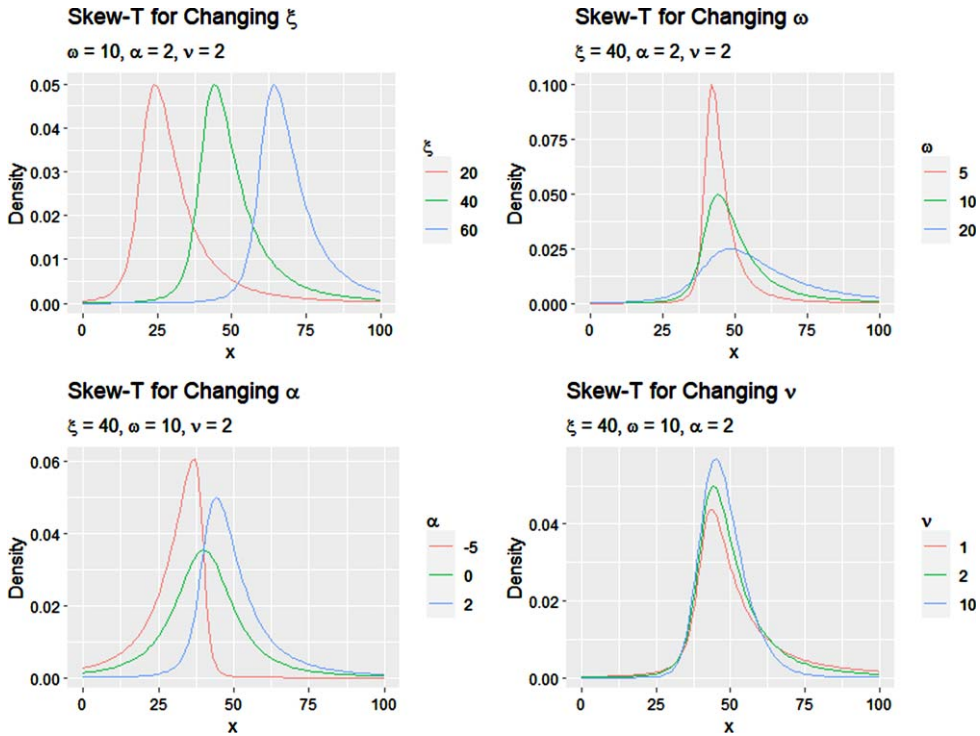 Skew-T for Changing ξ
ω = 10, α = 2, ν = 2
0.05
0.04
0.03
0.02
0.01
0.00
Density
0
25
50
75
100
x
ξ
20
40
60
Skew-T for Changing ω
ξ = 40, α = 2, ν = 2
0.100
0.075
0.050
0.025
0.000
Density
0
25
50
75
100
x
ω
5
10
20
Skew-T for Changing α
ξ = 40, ω = 10, ν = 2
0.06
0.04
0.02
0.00
Density
0
25
50
75
100
x
α
-5
0
2
Skew-T for Changing ν
ξ = 40, ω = 10, α = 2
0.04
0.02
0.00
Density
0
25
50
75
100
x
ν
1
2
10